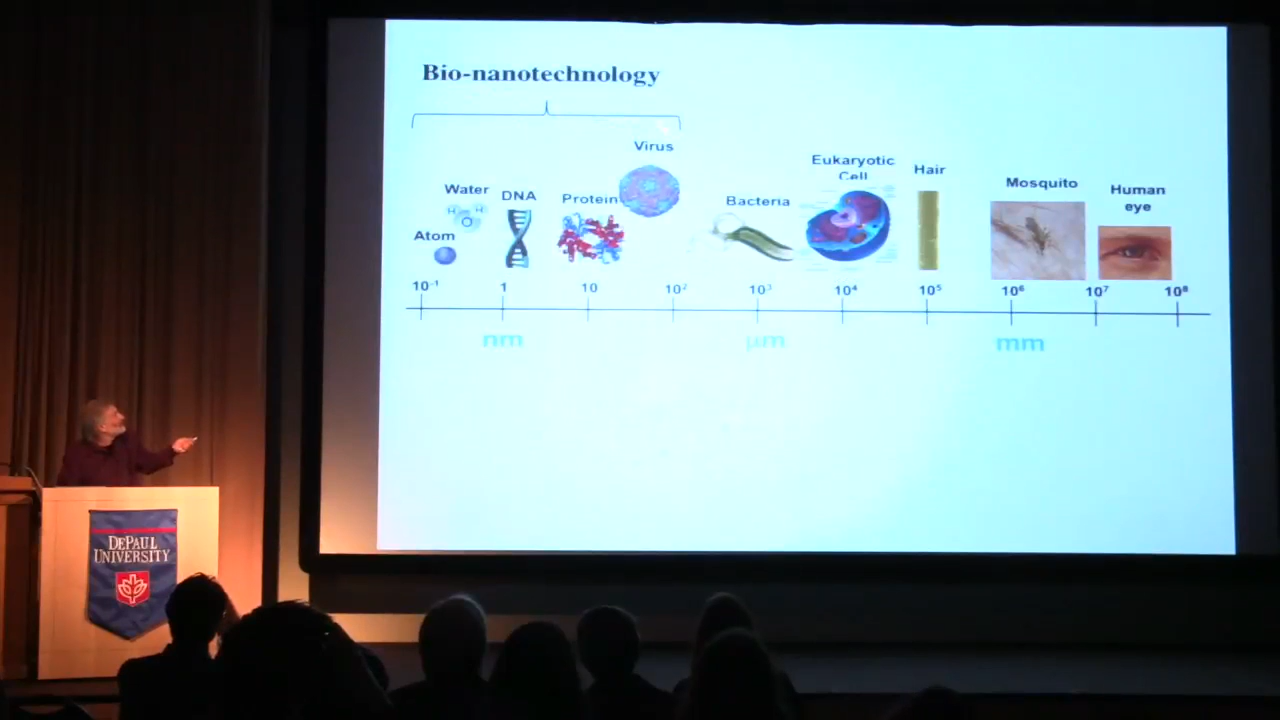 Bio-nanotechnology
Virus
Eukaryotic
Cell
Hair
Water
DNA
Protein
Bacteria
Mosquito
Human
eye
H H
O
Atom
10⁻¹ 1 10 10² 10³ 10⁴ 10⁵ 10⁶ 10⁷ 10⁸
nm μm mm
DEPAUL
UNIVERSITY